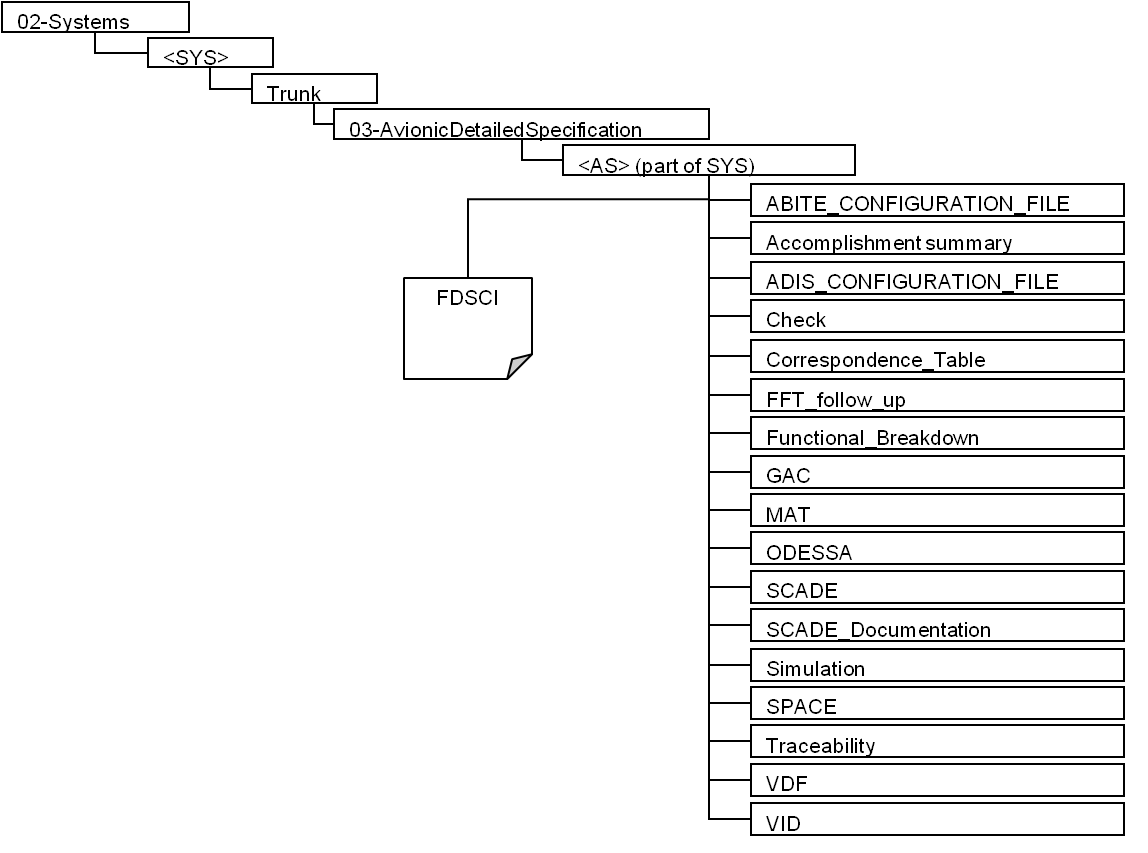 02-Systems
<SYS>
Trunk
03-AvionicDetailedSpecification
<AS> (part of SYS)
ABITE_CONFIGURATION_FILE
Accomplishment summary
ADIS_CONFIGURATION_FILE
FDSCI
Check
Correspondence_Table
FFT_follow_up
Functional_Breakdown
GAC
MAT
ODESSA
SCADE
SCADE_Documentation
Simulation
SPACE
Traceability
VDF
VID